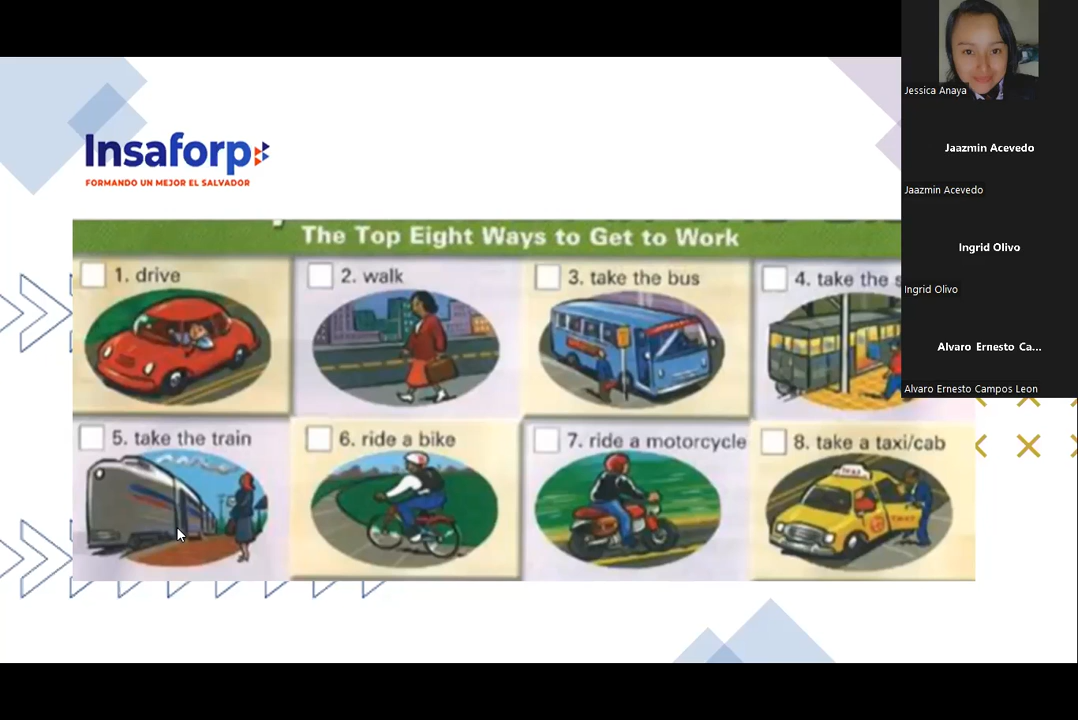 Insaforp
FORMANDO UN MEJOR EL SALVADOR
The Top Eight Ways to Get to Work
1. drive
2. walk
3. take the bus
4. take the
5. take the train
6. ride a bike
7. ride a motorcycle
8. take a taxi/cab
TAXI
Jessica Anaya
Jaazmin Acevedo
Jaazmin Acevedo
Ingrid Olivo
Ingrid Olivo
Alvaro Ernesto Ca...
Alvaro Ernesto Campos Leon